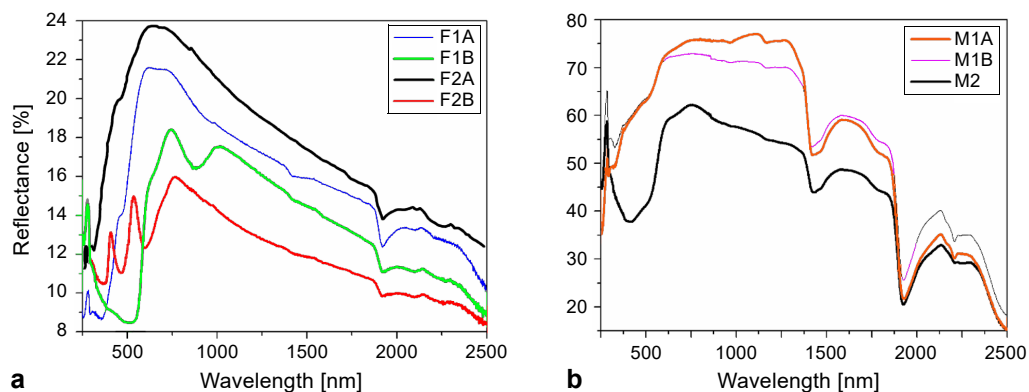 24
22
20
18
16
14
12
10
8
Reflectance [%]
500 1000 1500 2000 2500
Wavelength [nm]
F1A
F1B
F2A
F2B
a
80
70
60
50
40
30
20
500 1000 1500 2000 2500
Wavelength [nm]
M1A
M1B
M2
b